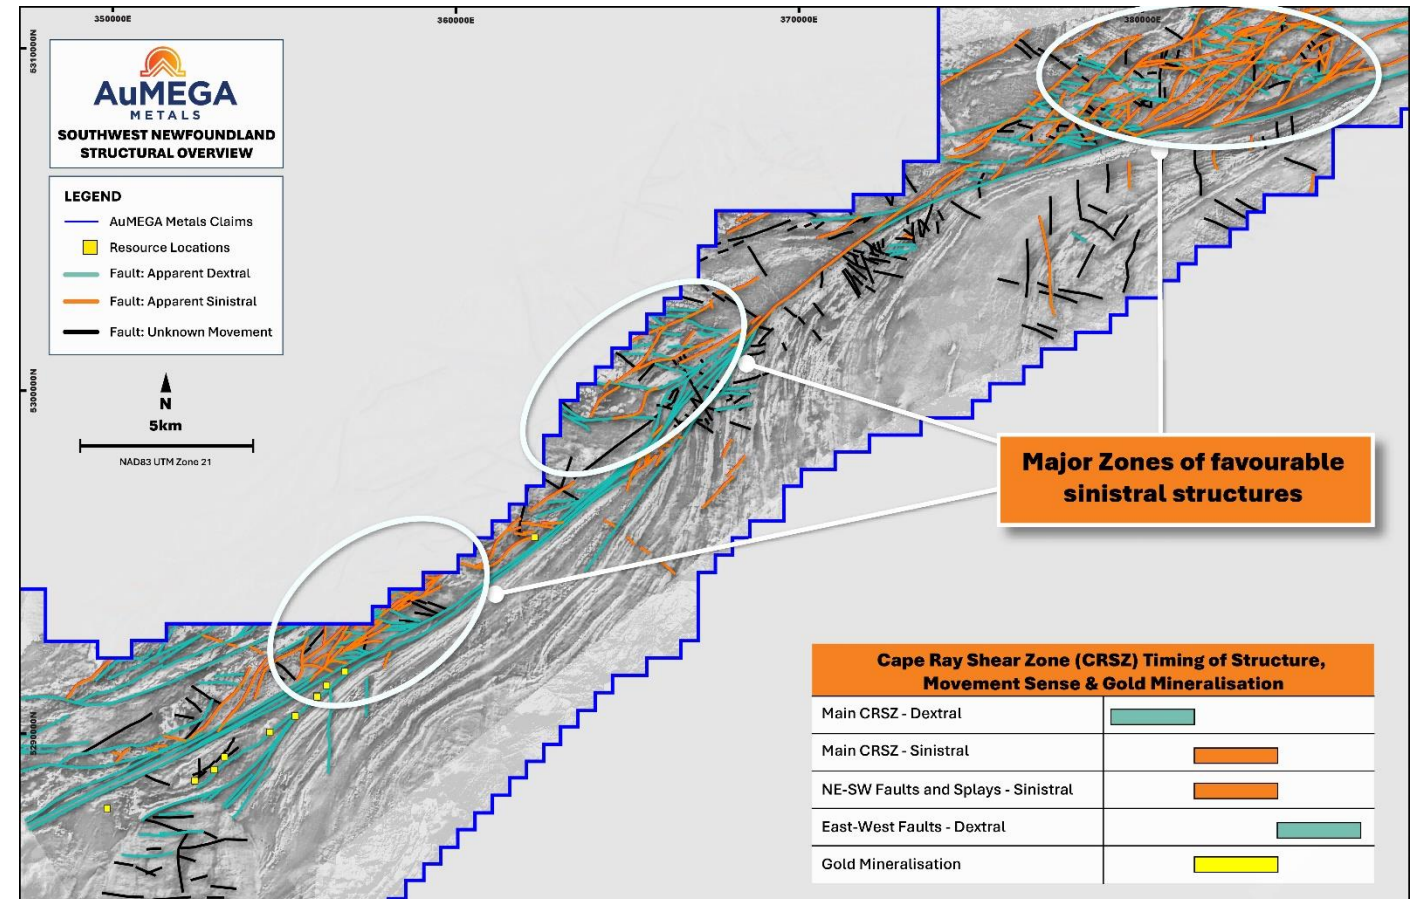 350000E
360000E
370000E
380000E
5310000N
5300000N
5290000N
AuMEGA
METALS
SOUTHWEST NEWFOUNDLAND
STRUCTURAL OVERVIEW
LEGEND
AuMEGA Metals Claims
Resource Locations
Fault: Apparent Dextral
Fault: Apparent Sinistral
Fault: Unknown Movement
N
5km
NAD83 UTM Zone 21
Major Zones of favourable
sinistral structures
Cape Ray Shear Zone (CRSZ) Timing of Structure,
Movement Sense & Gold Mineralisation
Main CRSZ - Dextral
Main CRSZ - Sinistral
NE-SW Faults and Splays - Sinistral
East-West Faults - Dextral
Gold Mineralisation